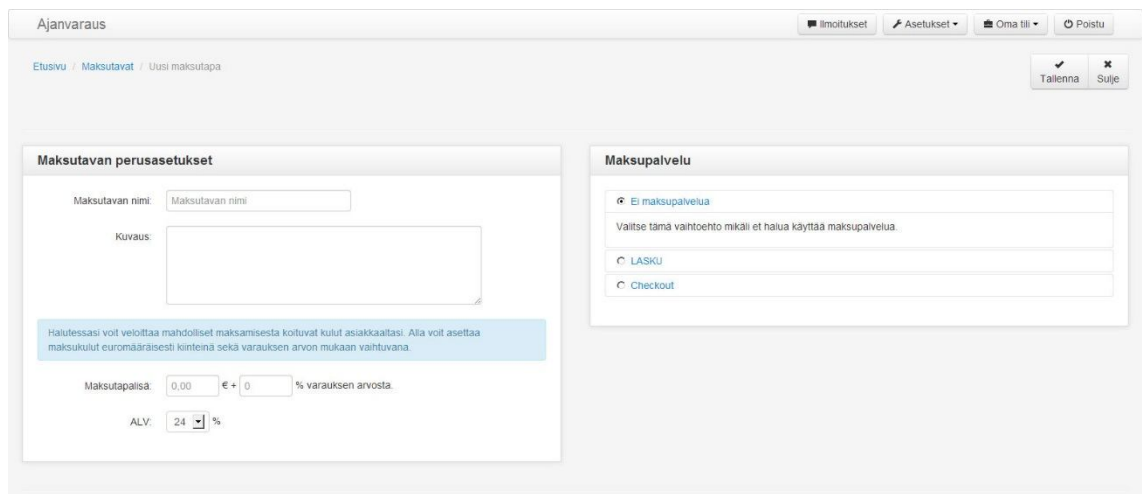 Ajanvaraus
Ilmoitukset
Asetukset
Oma tili
Poistu
Etusivu / Maksutavat / Uusi maksutapa
Tallenna
Sulje
Maksutavan perusasetukset
Maksutavan nimi: Maksutavan nimi
Kuvaus:
Halutessasi voit veloittaa mahdolliset maksamisesta koituvat kulut asiakkaaltasi. Alla voit asettaa
maksukulut euromääräisesti kiinteinä sekä varauksen arvon mukaan vaihtuvana.
Maksutapalisä: 0,00 € + 0 % varauksen arvosta.
ALV: 24 %
Maksupalvelu
Ei maksupalvelua
Valitse tämä vaihtoehto mikäli et halua käyttää maksupalvelua.
LASKU
Checkout